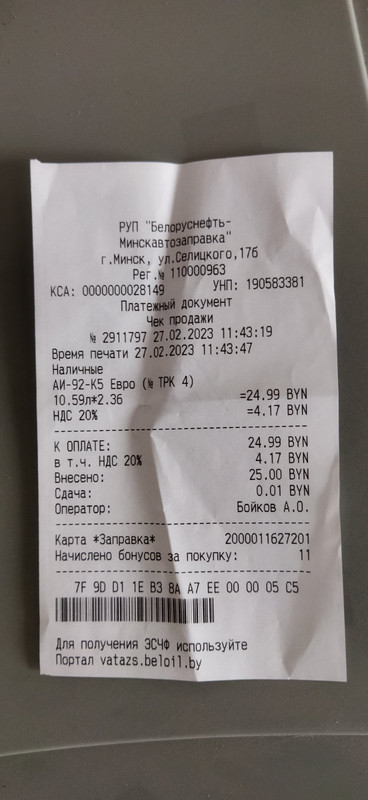 РУП "Белоруснефть-
Минскавтозаправка"
г.Минск, ул.Селицкого,17б
Рег.№ 110000963
КСА: 0000000028149 УНП: 190583381
Платежный документ
Чек продажи
№ 2911797 27.02.2023 11:43:19
Время печати 27.02.2023 11:43:47
Наличные
АИ-92-К5 Евро (№ ТРК 4)
10.59л*2.36 =24.99 BYN
НДС 20% =4.17 BYN
К ОПЛАТЕ: 24.99 BYN
в т.ч. НДС 20% 4.17 BYN
Внесено: 25.00 BYN
Сдача: 0.01 BYN
Оператор: Бойков А.О.
Карта *Заправка* 2000011627201
Начислено бонусов за покупку: 11
7F 9D D1 1E B3 8A A7 EE 00 00 05 C5
Для получения ЭСЧФ используйте
Портал vatazs.beloil.by